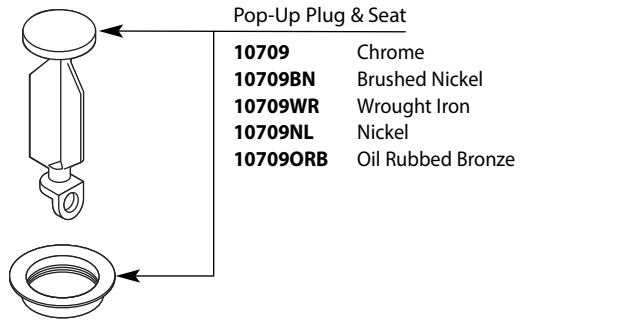 Pop-Up Plug & Seat
10709 Chrome
10709BN Brushed Nickel
10709WR Wrought Iron
10709NL Nickel
10709ORB Oil Rubbed Bronze